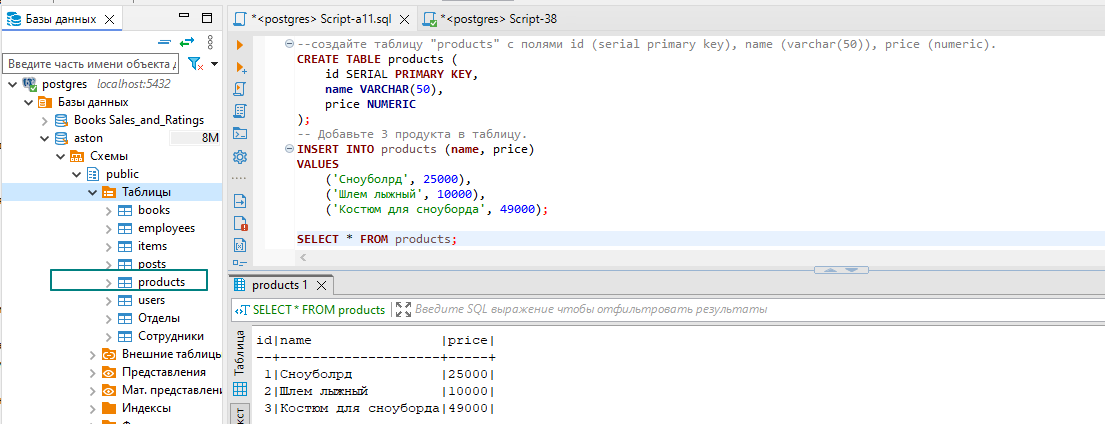 Базы данных
Введите часть имени объекта д
postgres localhost:5432
Базы данных
Books Sales_and_Ratings
aston 8M
Схемы
public
Таблицы
books
employees
items
posts
products
users
Отделы
Сотрудники
Внешние таблицы
Представления
Мат. представлени
Индексы
*<postgres> Script-a11.sql
*<postgres> Script-38
--создайте таблицу "products" с полями id (serial primary key), name (varchar(50)), price (numeric).
CREATE TABLE products (
id SERIAL PRIMARY KEY,
name VARCHAR(50),
price NUMERIC
);
-- Добавьте 3 продукта в таблицу.
INSERT INTO products (name, price)
VALUES
('Сноуболрд', 25000),
('Шлем лыжный', 10000),
('Костюм для сноуборда', 49000);
SELECT * FROM products;
products 1
SELECT * FROM products
Введите SQL выражение чтобы отфильтровать результаты
Таблица
id|name                |price|
--+--------------------+-----+
1|Сноуболрд           |25000|
2|Шлем лыжный         |10000|
3|Костюм для сноуборда|49000|